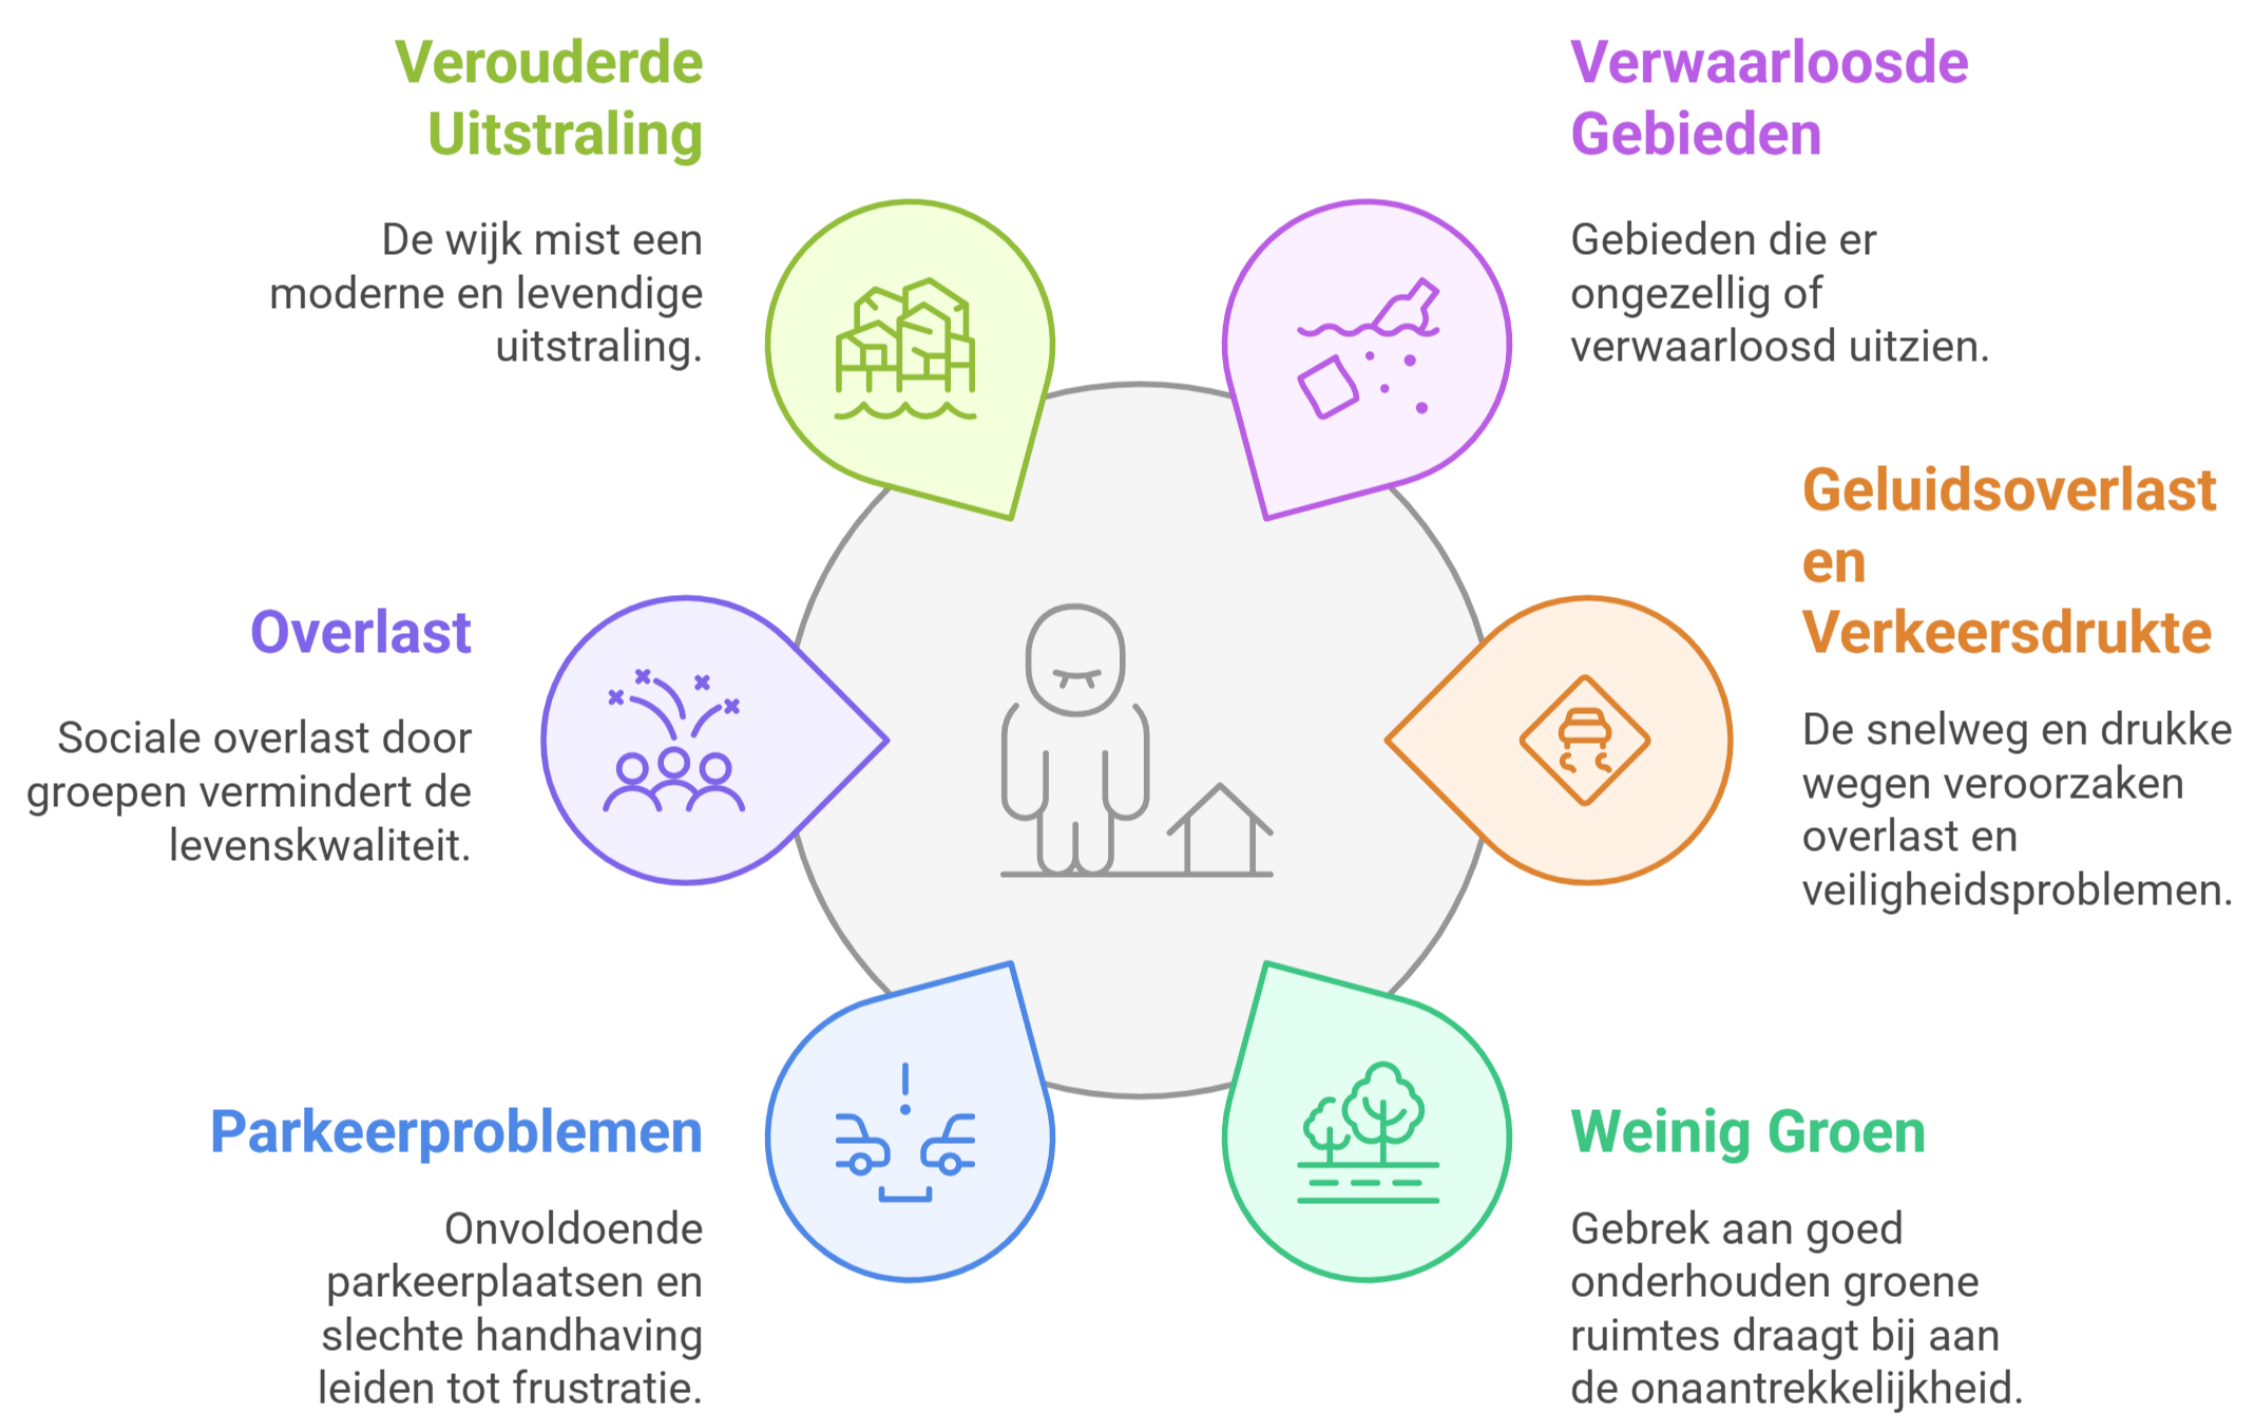 Verouderde
Uitstraling
De wijk mist een
moderne en levendige
uitstraling.
Verwaarloosde
Gebieden
Gebieden die er
ongezellig of
verwaarloosd uitzien.
Overlast
Sociale overlast door
groepen vermindert de
levenskwaliteit.
Geluidsoverlast
en
Verkeersdrukte
De snelweg en drukke
wegen veroorzaken
overlast en
veiligheidsproblemen.
Parkeerproblemen
Onvoldoende
parkeerplaatsen en
slechte handhaving
leiden tot frustratie.
Weinig Groen
Gebrek aan goed
onderhouden groene
ruimtes draagt bij aan
de onaantrekkelijkheid.